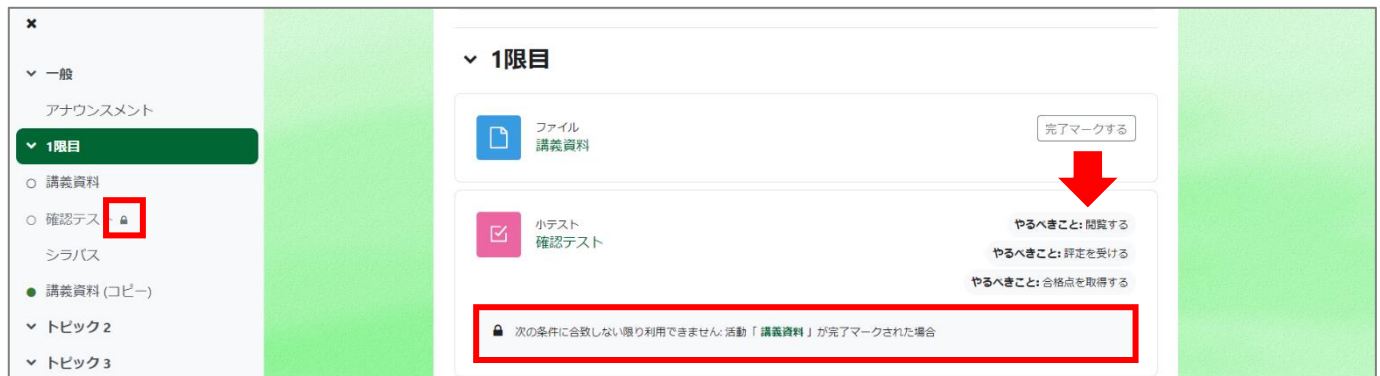 一般
アナウンスメント
1限目
講義資料
確認テスト
シラバス
講義資料 (コピー)
トピック 2
トピック 3
1限目
ファイル
講義資料
完了マークする
小テスト
確認テスト
やるべきこと: 閲覧する
やるべきこと: 評定を受ける
やるべきこと: 合格点を取得する
次の条件に合致しない限り利用できません: 活動「 講義資料 」が完了マークされた場合